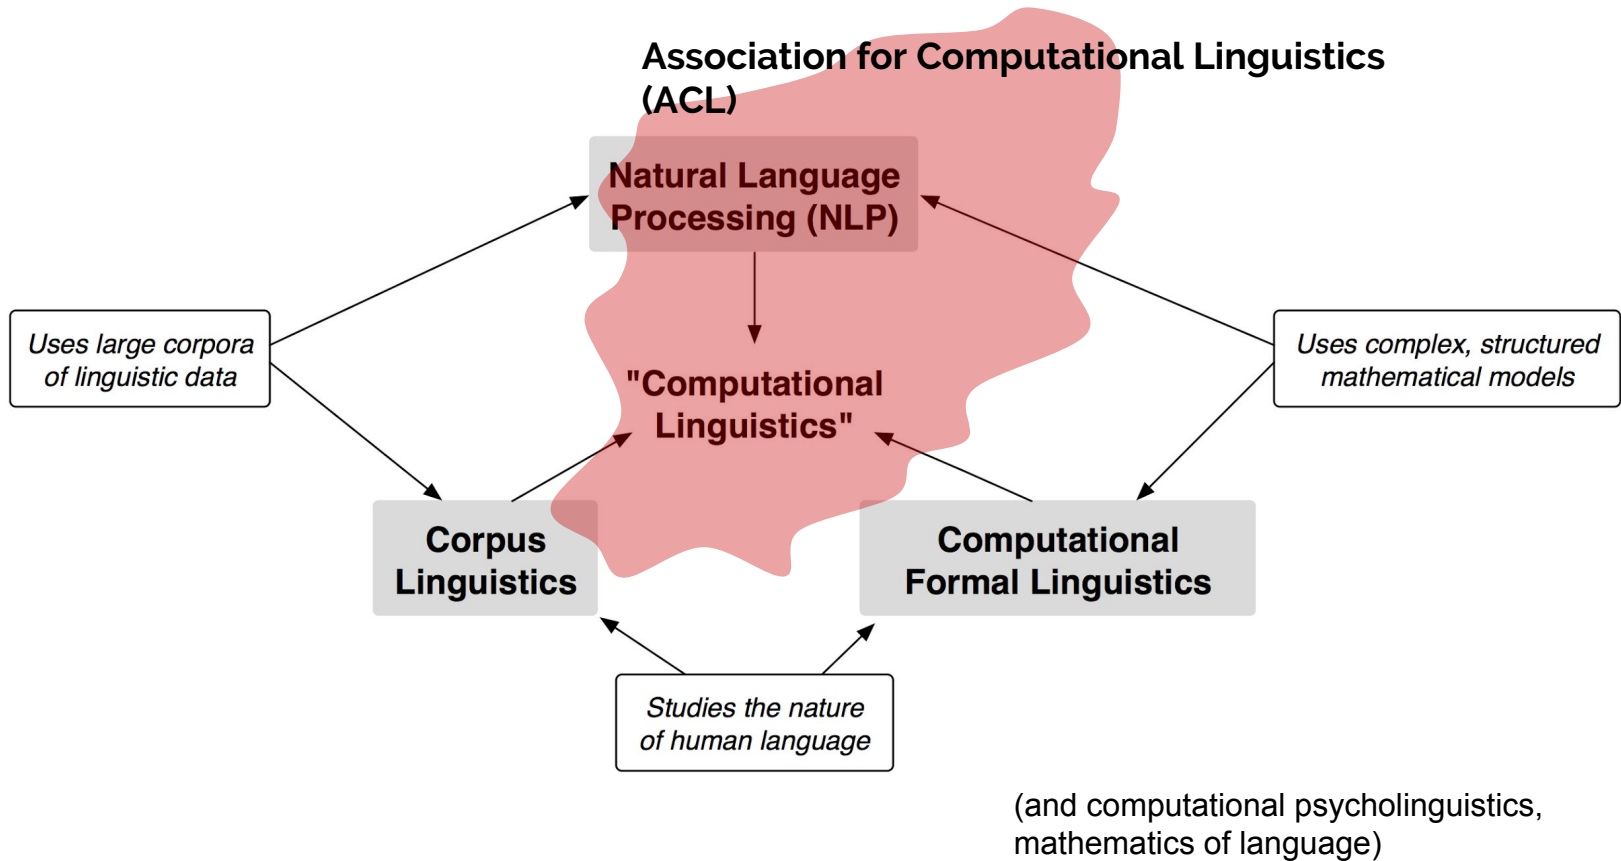 Association for Computational Linguistics
(ACL)
Natural Language
Processing (NLP)
Uses large corpora
of linguistic data
Uses complex, structured
mathematical models
"Computational
Linguistics"
Corpus
Linguistics
Computational
Formal Linguistics
Studies the nature
of human language
(and computational psycholinguistics,
mathematics of language)